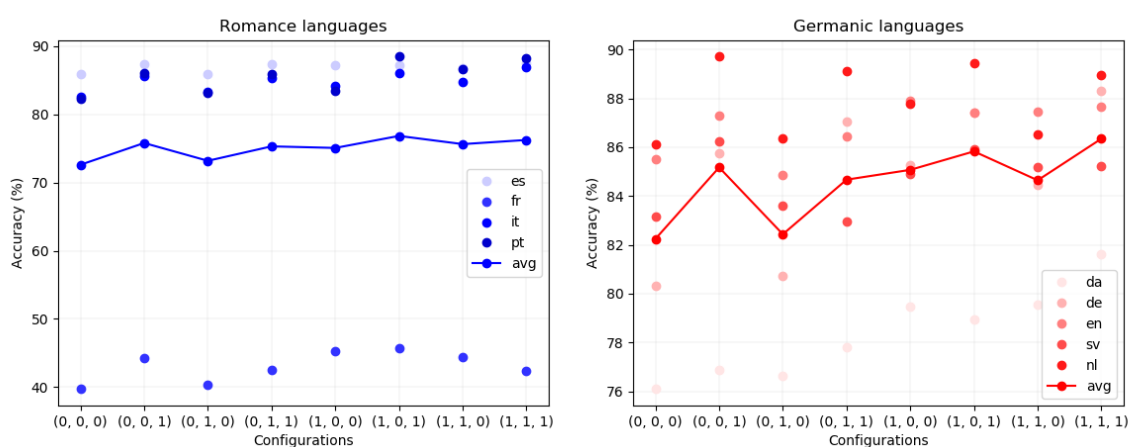 Romance languages
Accuracy (%)
90
80
70
60
50
40
es
fr
it
pt
avg
(0, 0, 0) (0, 0, 1) (0, 1, 0) (0, 1, 1) (1, 0, 0) (1, 0, 1) (1, 1, 0) (1, 1, 1)
Configurations
Germanic languages
Accuracy (%)
90
88
86
84
82
80
78
76
da
de
en
sv
nl
avg
(0, 0, 0) (0, 0, 1) (0, 1, 0) (0, 1, 1) (1, 0, 0) (1, 0, 1) (1, 1, 0) (1, 1, 1)
Configurations